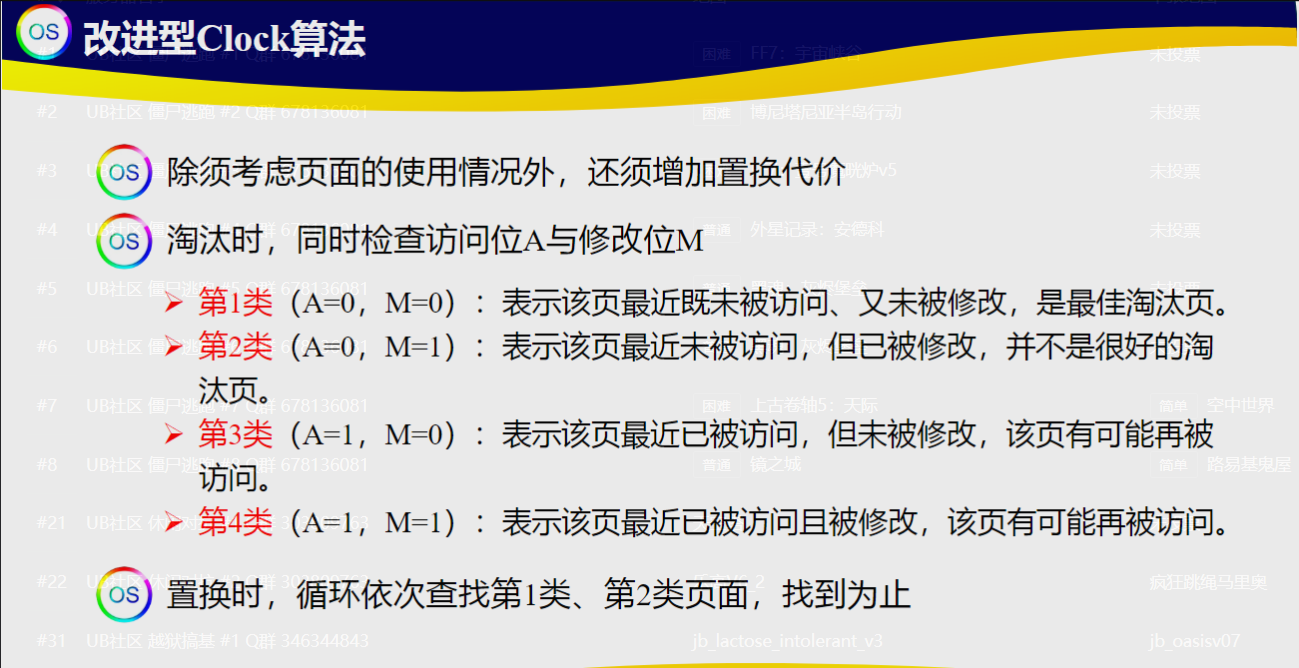 OS 改进型Clock算法
#1
困难 FF7：宇宙峡谷 未投票
#2 UB社区 僵尸逃跑 #2 Q群 678136081 困难 博尼塔尼亚半岛行动 未投票
OS 除须考虑页面的使用情况外，还须增加置换代价
#3 未投票
OS 淘汰时，同时检查访问位A与修改位M
#4 普通 外星记录：安德科 未投票
➢ 第1类（A=0，M=0）：表示该页最近既未被访问、又未被修改，是最佳淘汰页。
#5
➢ 第2类（A=0，M=1）：表示该页最近未被访问，但已被修改，并不是很好的淘
#6
汰页。
#7 UB社区 僵尸逃跑 #7 Q群 678136081 困难 上古卷轴5：天际 简单 空中世界
➢ 第3类（A=1，M=0）：表示该页最近已被访问，但未被修改，该页有可能再被
访问。
#8 UB社区 僵尸逃跑 #8 Q群 678136081 普通 镜之城 简单 路易基鬼屋
➢ 第4类（A=1，M=1）：表示该页最近已被访问且被修改，该页有可能再被访问。
#21 UB社区
OS 置换时，循环依次查找第1类、第2类页面，找到为止
#22 疯狂跳绳马里奥
#31 UB社区 越狱搞基 #1 Q群 346344843 jb_lactose_intolerant_v3 jb_oasisv07